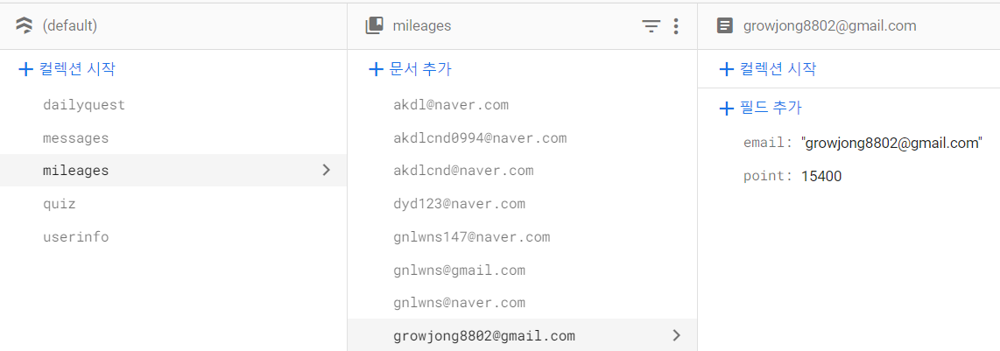 (default)
+ 컬렉션 시작
dailyquest
messages
mileages
quiz
userinfo
mileages
+ 문서 추가
akdl@naver.com
akdlcnd0994@naver.com
akdlcnd@naver.com
dyd123@naver.com
gnlwns147@naver.com
gnlwns@gmail.com
gnlwns@naver.com
growjong8802@gmail.com
growjong8802@gmail.com
+ 컬렉션 시작
+ 필드 추가
email: "growjong8802@gmail.com"
point: 15400